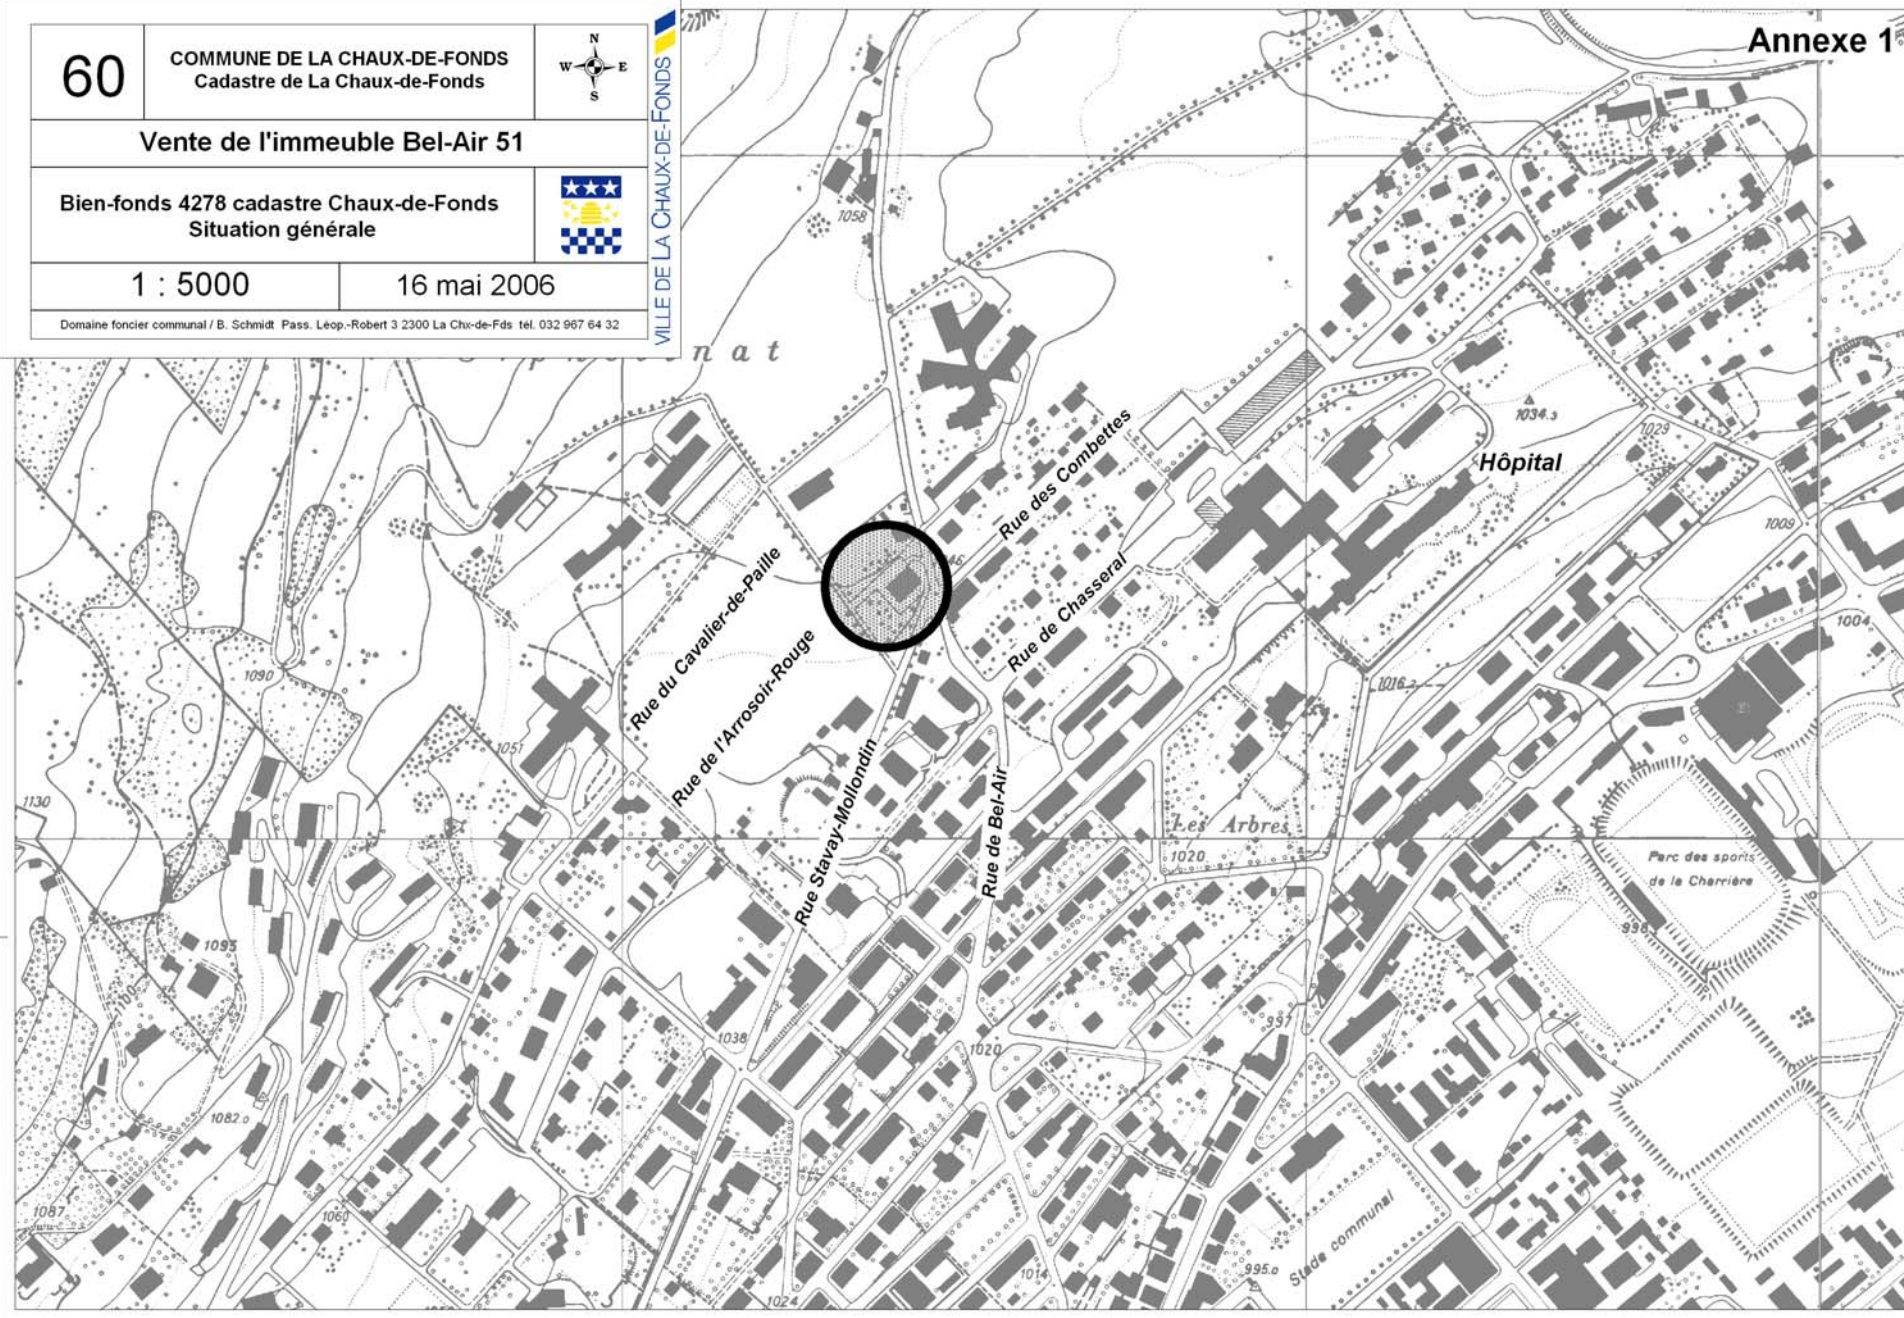 60
COMMUNE DE LA CHAUX-DE-FONDS
Cadastre de La Chaux-de-Fonds
N
W E
S
Vente de l'immeuble Bel-Air 51
Bien-fonds 4278 cadastre Chaux-de-Fonds
Situation générale
1 : 5000
16 mai 2006
Domaine foncier communal / B. Schmidt Pass. Léop.-Robert 3 2300 La Chx-de-Fds tél. 032 967 64 32
VILLE DE LA CHAUX-DE-FONDS
Annexe 1
1058
1034.3
1029
Hôpital
Rue des Combettes
1009
Rue du Cavalier-de-Paille
Rue de Chasseral
1004
Rue de l'Arrosoir-Rouge
1090
1016.2
1051
Rue Stavay-Mollondin
Rue de Bel-Air
1130
Les Arbres
1020
Parc des sports
de la Charrière
998
1095
997
1038
1020
1082.0
1087
1060
Stade communal
995.0
1014
1024